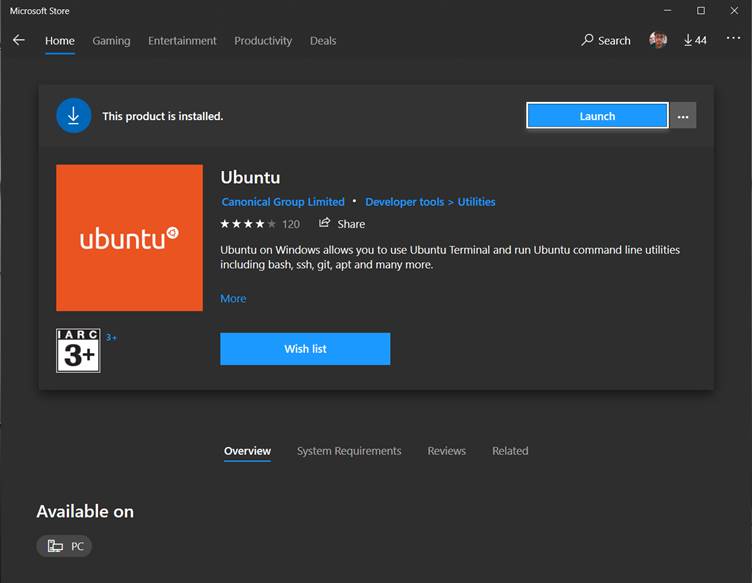 Microsoft Store
Home Gaming Entertainment Productivity Deals Search 44
This product is installed. Launch
ubuntu
Ubuntu
Canonical Group Limited • Developer tools > Utilities
120 Share
Ubuntu on Windows allows you to use Ubuntu Terminal and run Ubuntu command line utilities
including bash, ssh, git, apt and many more.
More
IARC
3+
3+
Wish list
Overview System Requirements Reviews Related
Available on
PC